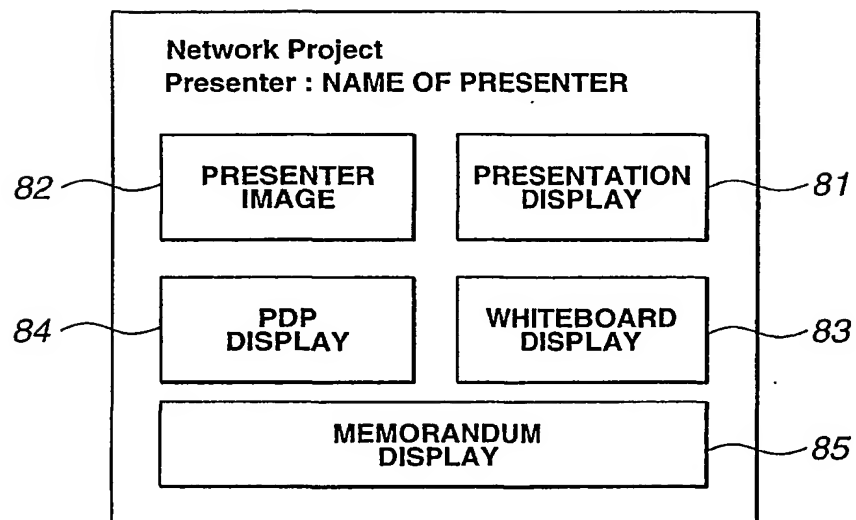 Network Project
Presenter : NAME OF PRESENTER
82
PRESENTER
IMAGE
PRESENTATION
DISPLAY
81
84
PDP
DISPLAY
WHITEBOARD
DISPLAY
83
MEMORANDUM
DISPLAY
85